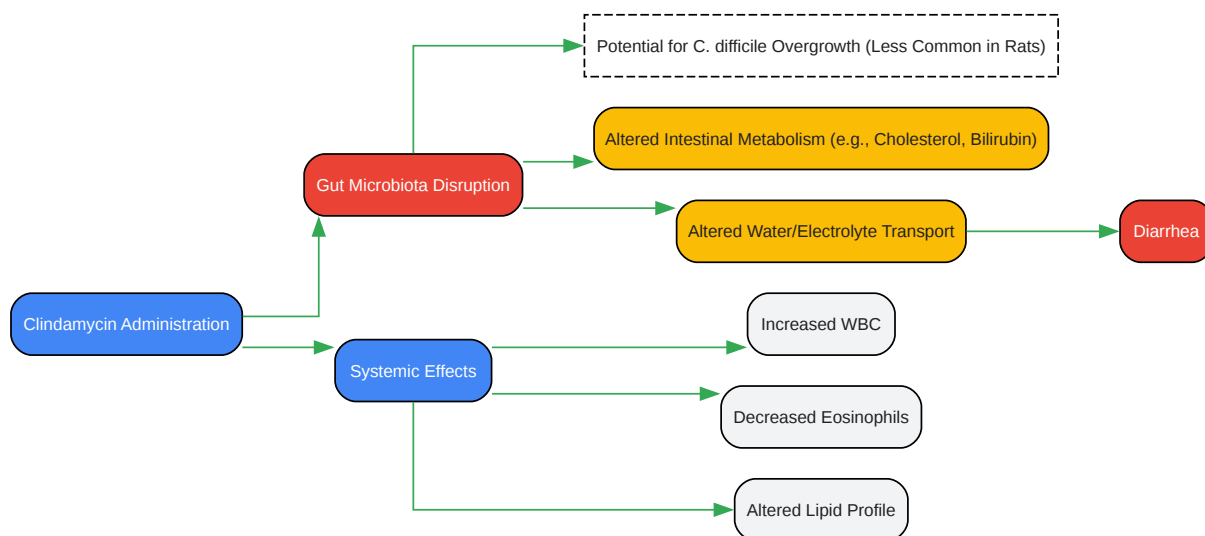 Potential for C. difficile Overgrowth (Less Common in Rats)
Altered Intestinal Metabolism (e.g., Cholesterol, Bilirubin)
Gut Microbiota Disruption
Altered Water/Electrolyte Transport
Diarrhea
Clindamycin Administration
Increased WBC
Systemic Effects
Decreased Eosinophils
Altered Lipid Profile